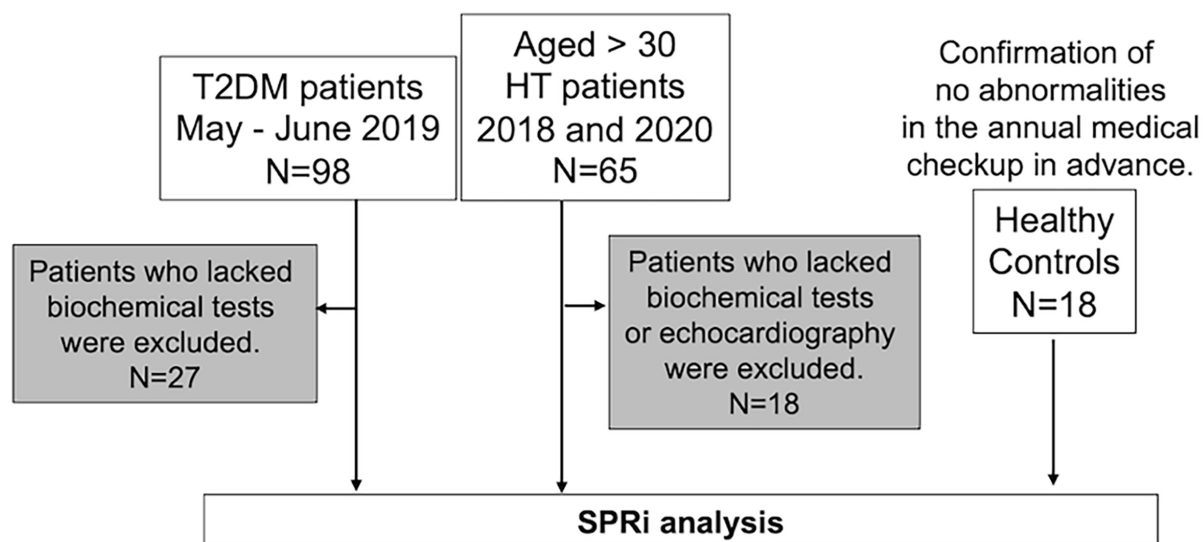 T2DM patients
May - June 2019
N=98
Aged > 30
HT patients
2018 and 2020
N=65
Confirmation of
no abnormalities
in the annual medical
checkup in advance.
Healthy
Controls
N=18
Patients who lacked
biochemical tests
were excluded.
N=27
Patients who lacked
biochemical tests
or echocardiography
were excluded.
N=18
SPRi analysis